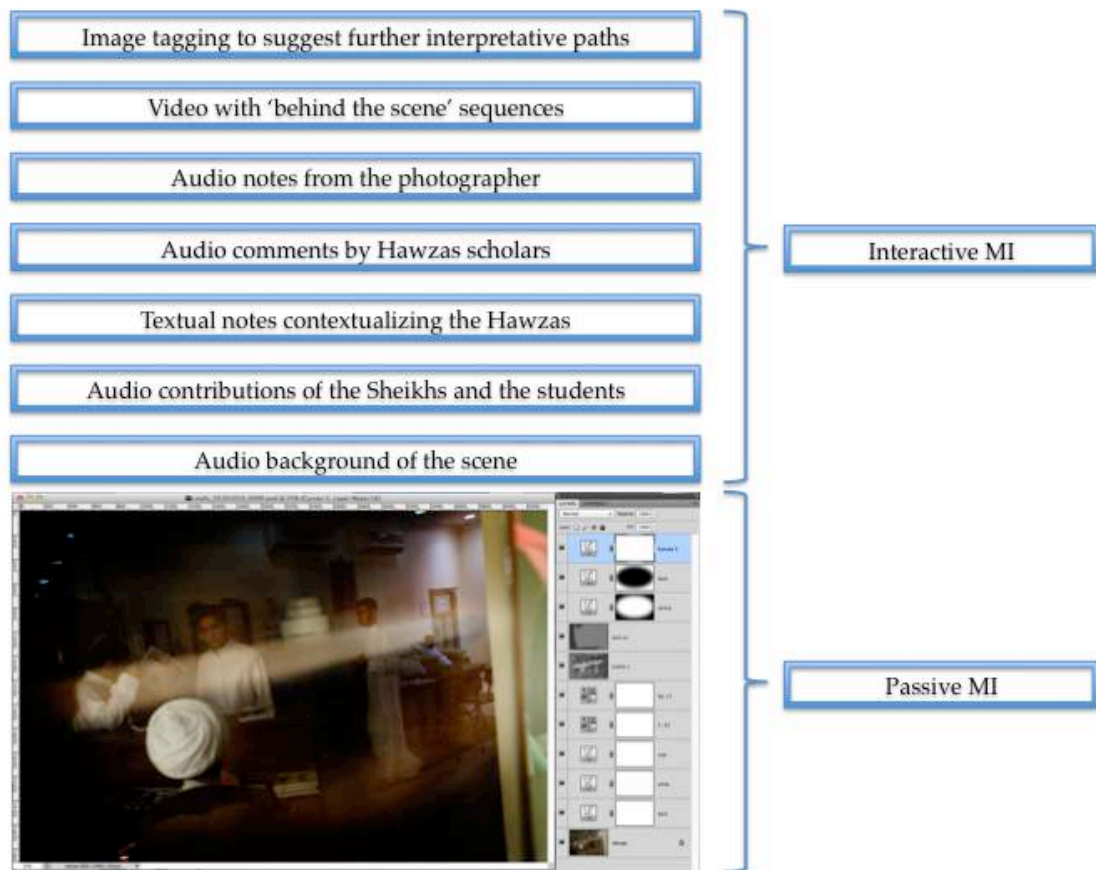 Image tagging to suggest further interpretative paths
Video with ‘behind the scene’ sequences
Audio notes from the photographer
Audio comments by Hawzas scholars
Interactive MI
Textual notes contextualizing the Hawzas
Audio contributions of the Sheikhs and the students
Audio background of the scene
Passive MI